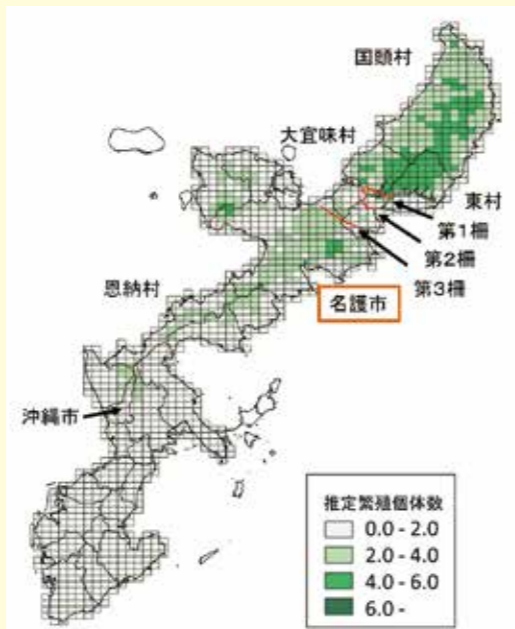 国頭村
大宜味村
東村
第1柵
第2柵
第3柵
恩納村
名護市
沖縄市
推定繁殖個体数
0.0 - 2.0
2.0 - 4.0
4.0 - 6.0
6.0 -